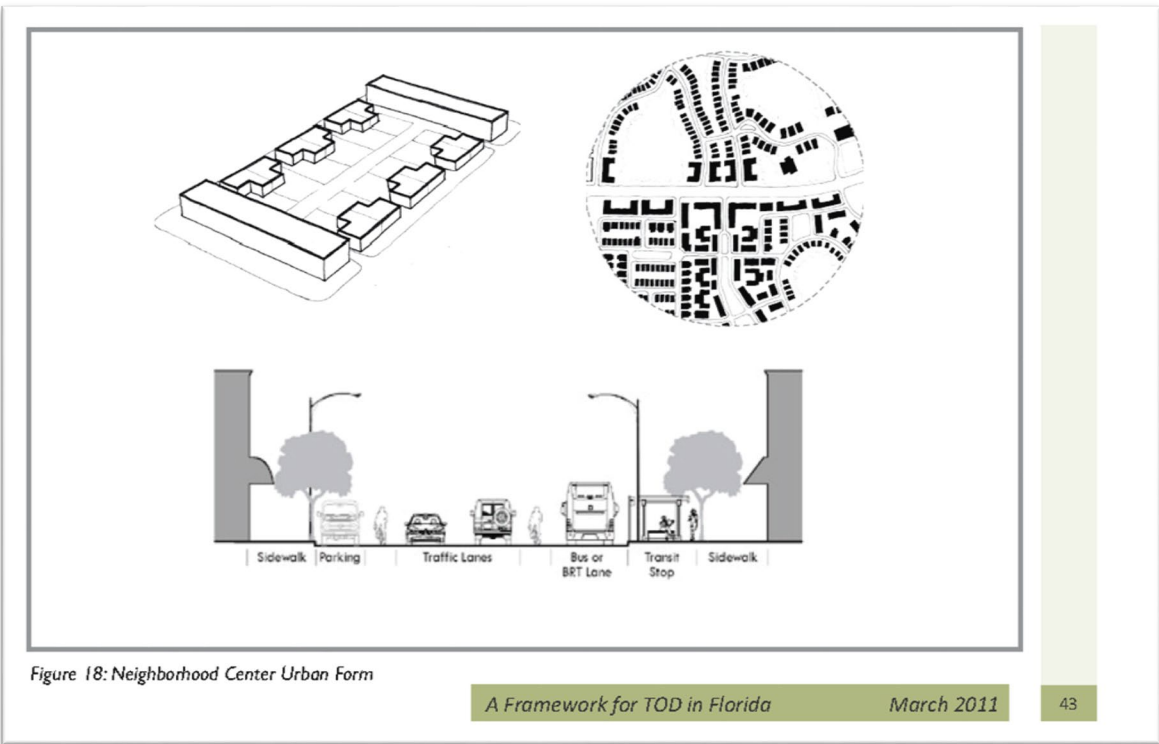 Sidewalk Parking Traffic Lanes Bus or Transit Sidewalk
BRT Lane Stop
Figure 18: Neighborhood Center Urban Form
A Framework for TOD in Florida March 2011 43